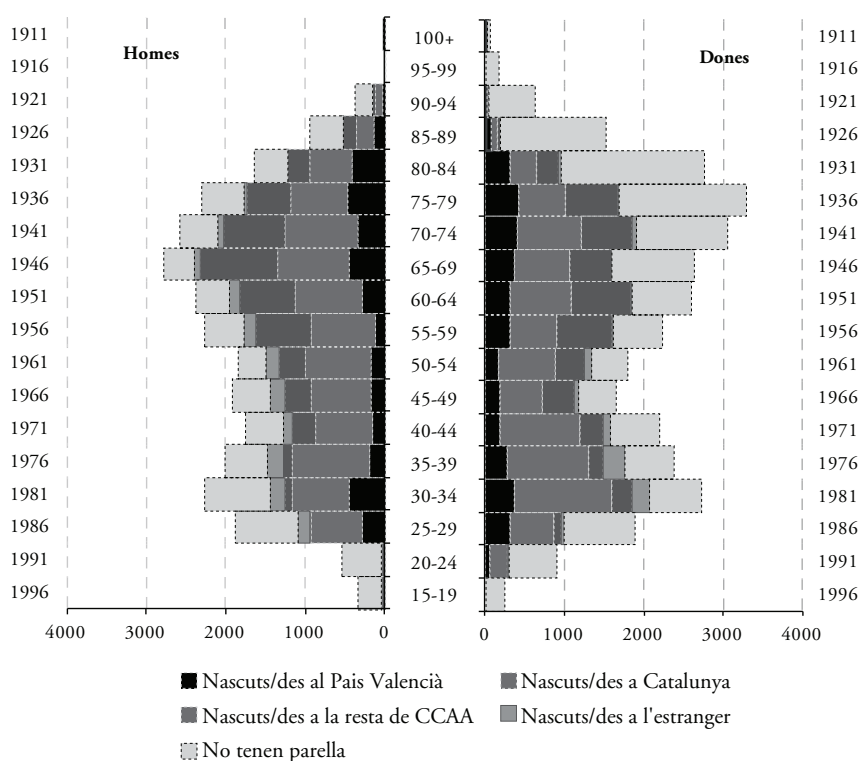 1911 100+ 1911
Homes Dones
1916 95-99 1916
1921 90-94 1921
1926 85-89 1926
1931 80-84 1931
1936 75-79 1936
1941 70-74 1941
1946 65-69 1946
1951 60-64 1951
1956 55-59 1956
1961 50-54 1961
1966 45-49 1966
1971 40-44 1971
1976 35-39 1976
1981 30-34 1981
1986 25-29 1986
1991 20-24 1991
1996 15-19 1996
4000 3000 2000 1000 0 0 1000 2000 3000 4000
Nascuts/des al Pais Valencià Nascuts/des a Catalunya
Nascuts/des a la resta de CCAA Nascuts/des a l'estranger
No tenen parella